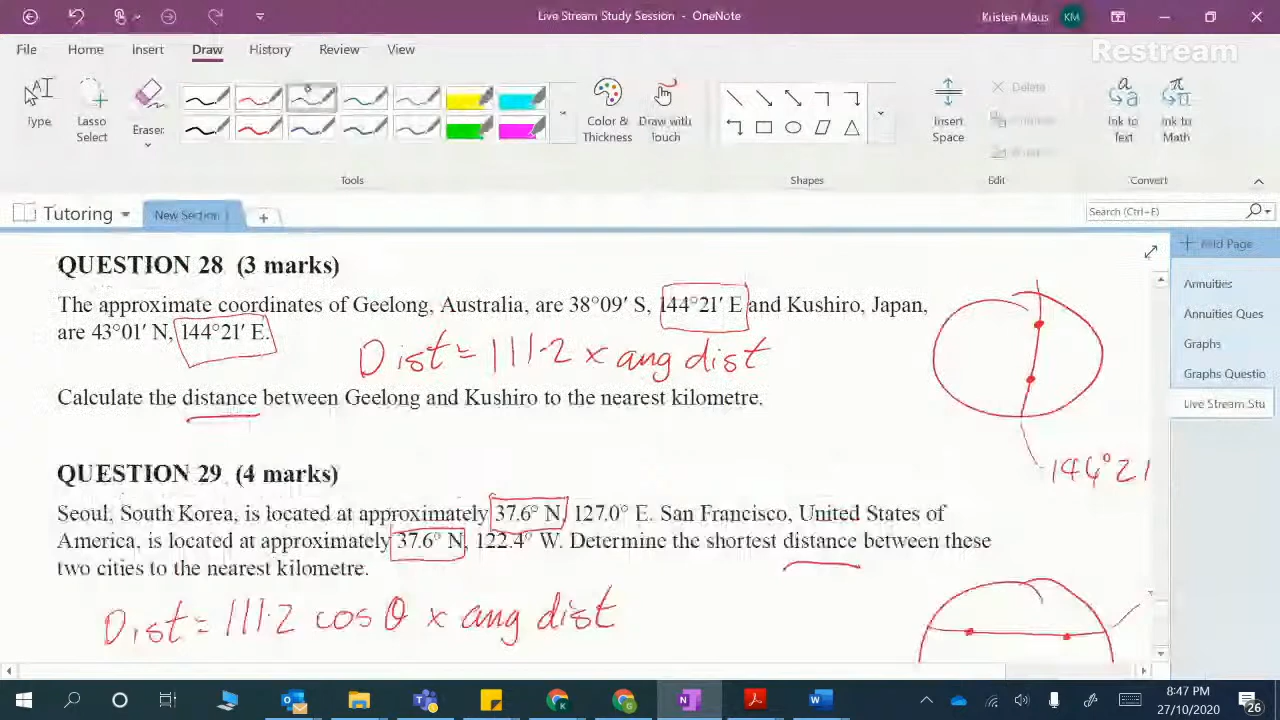 Live Stream Study Session - OneNote
Kristen Maus KM
Restream
File Home Insert Draw History Review View
Type
Lasso Select
Eraser
Color & Thickness
Draw with Touch
Insert Space
Delete
Ink to Text
Ink to Math
Tools Shapes Edit Convert
Tutoring New Section + Search (Ctrl+E)
Add Page
Annuities
Annuities Ques
Graphs
Graphs Questio
Live Stream Stu
QUESTION 28 (3 marks)
The approximate coordinates of Geelong, Australia, are 38°09′ S, 144°21′ E and Kushiro, Japan,
are 43°01′ N, 144°21′ E.
Dist = 111.2 x ang dist
Calculate the distance between Geelong and Kushiro to the nearest kilometre.
144°21
QUESTION 29 (4 marks)
Seoul, South Korea, is located at approximately 37.6° N, 127.0° E. San Francisco, United States of
America, is located at approximately 37.6° N, 122.4° W. Determine the shortest distance between these
two cities to the nearest kilometre.
Dist = 111.2 cos θ x ang dist
8:47 PM
27/10/2020
26